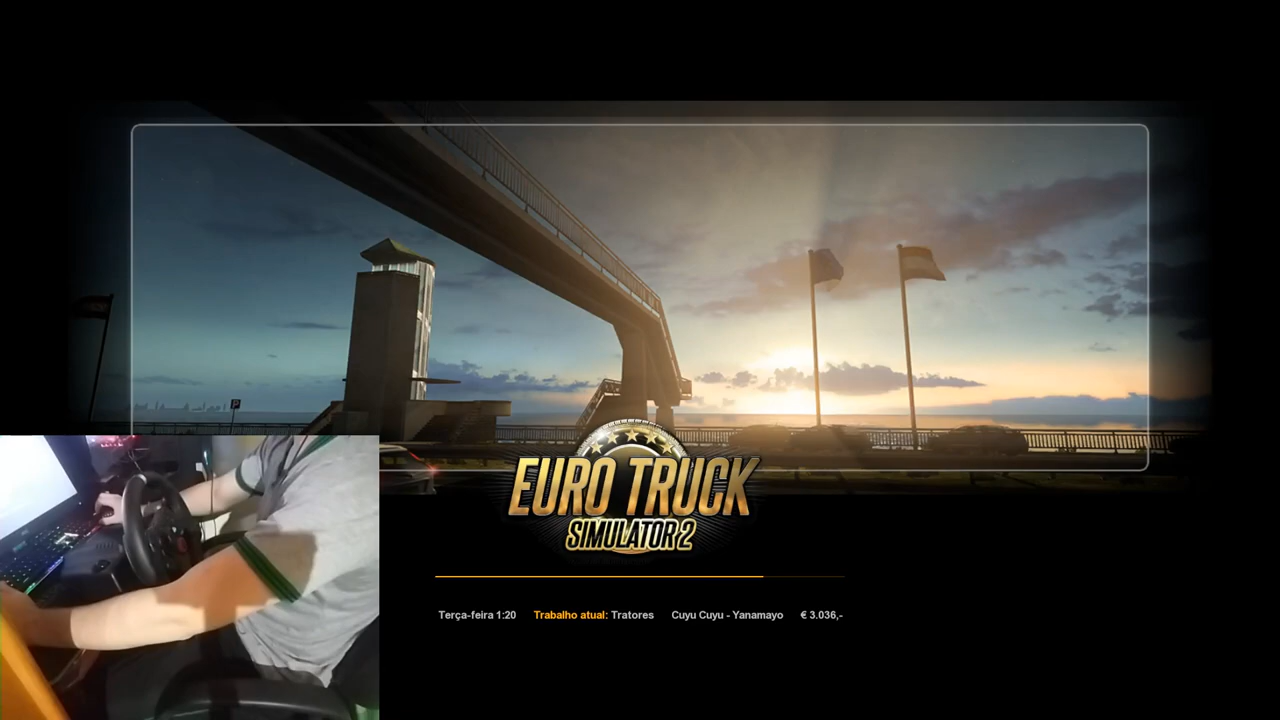 EURO TRUCK
SIMULATOR 2
Terça-feira 1:20 Trabalho atual: Tratores Cuyu Cuyu - Yanamayo € 3.036,-